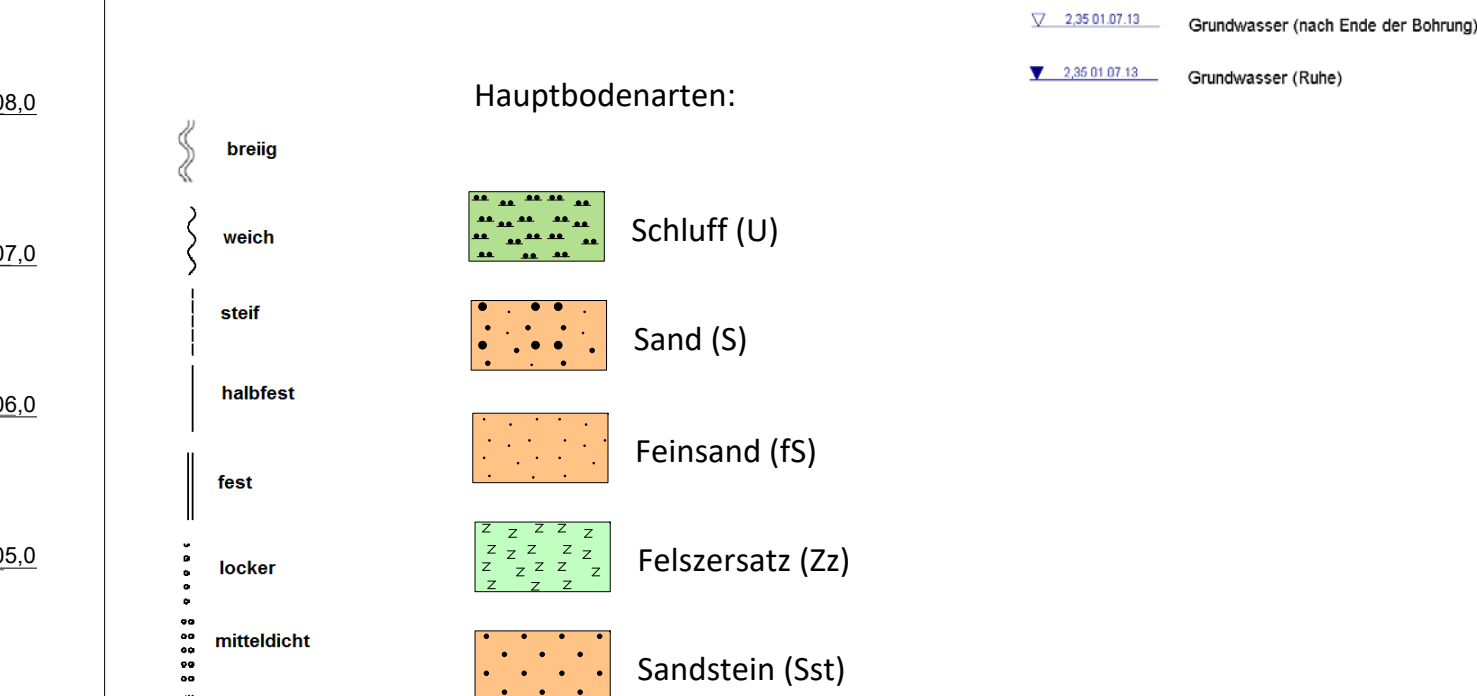 08,0
07,0
06,0
05,0
breiig
weich
steif
halbfest
fest
locker
mitteldicht
Hauptbodenarten:
Schluff (U)
Sand (S)
Feinsand (fS)
Felszersatz (Zz)
Sandstein (Sst)
2,35 01.07.13 Grundwasser (nach Ende der Bohrung)
2,35 01.07.13 Grundwasser (Ruhe)